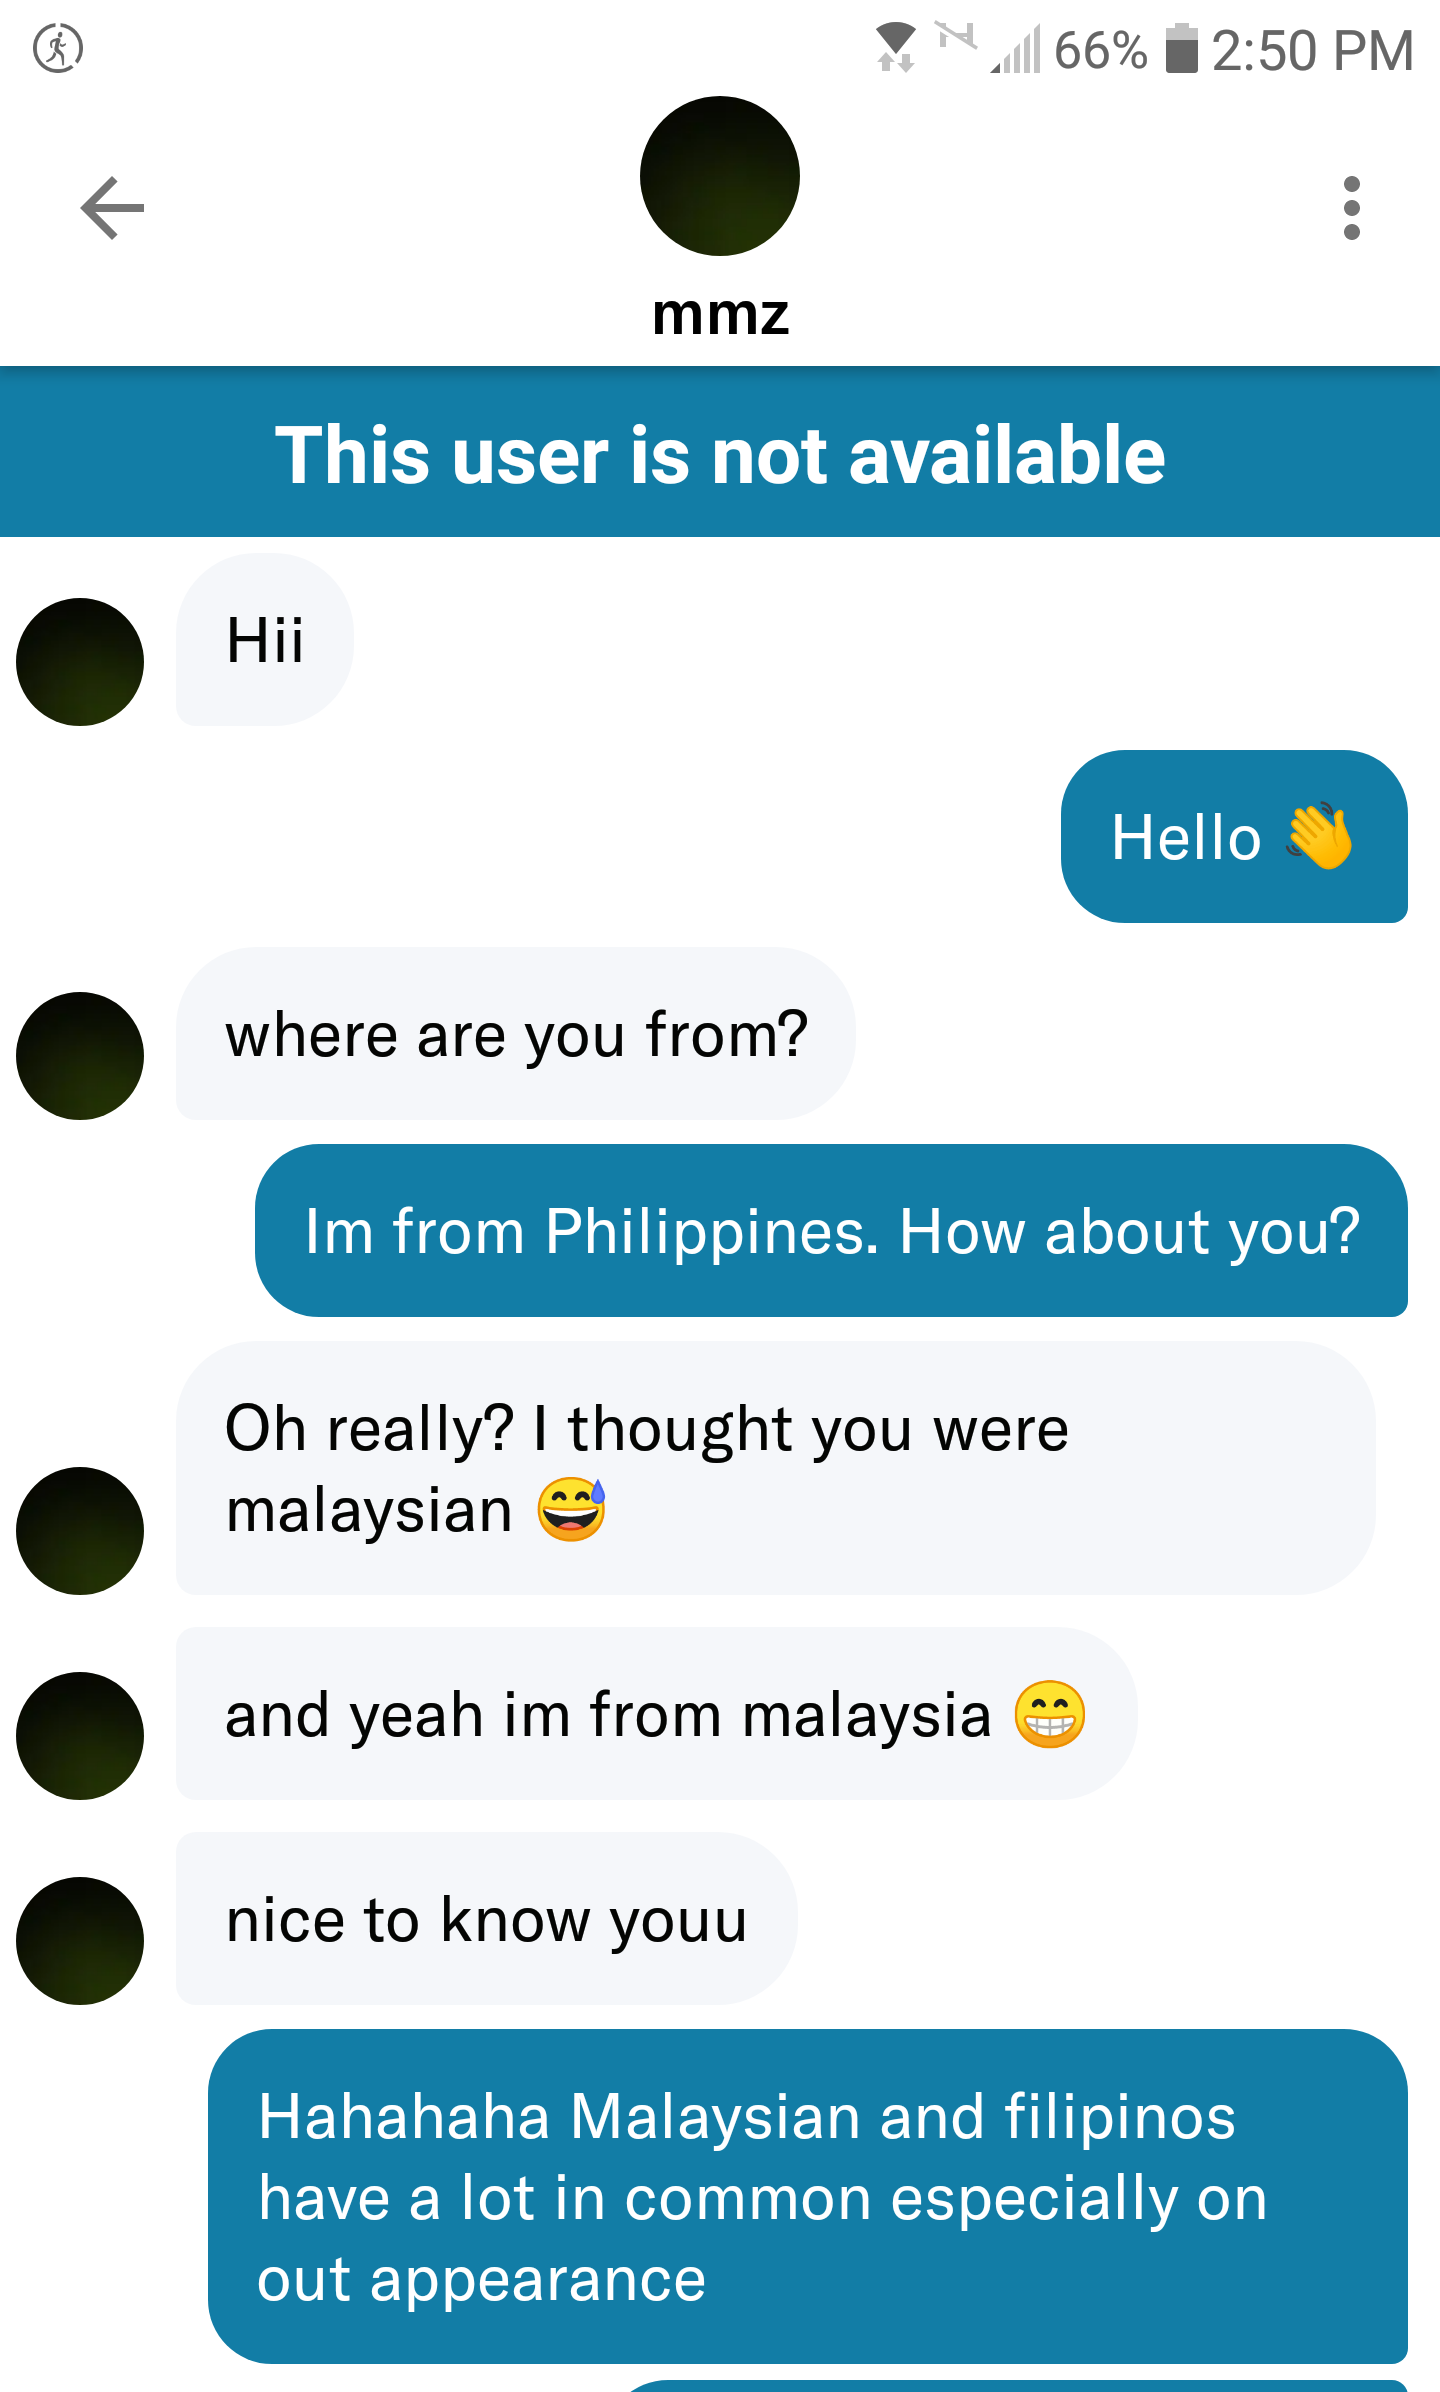 66% 2:50 PM
mmz
This user is not available
Hii
Hello 👋
where are you from?
Im from Philippines. How about you?
Oh really? I thought you were
malaysian 😅
and yeah im from malaysia 😁
nice to know youu
Hahahaha Malaysian and filipinos
have a lot in common especially on
out appearance